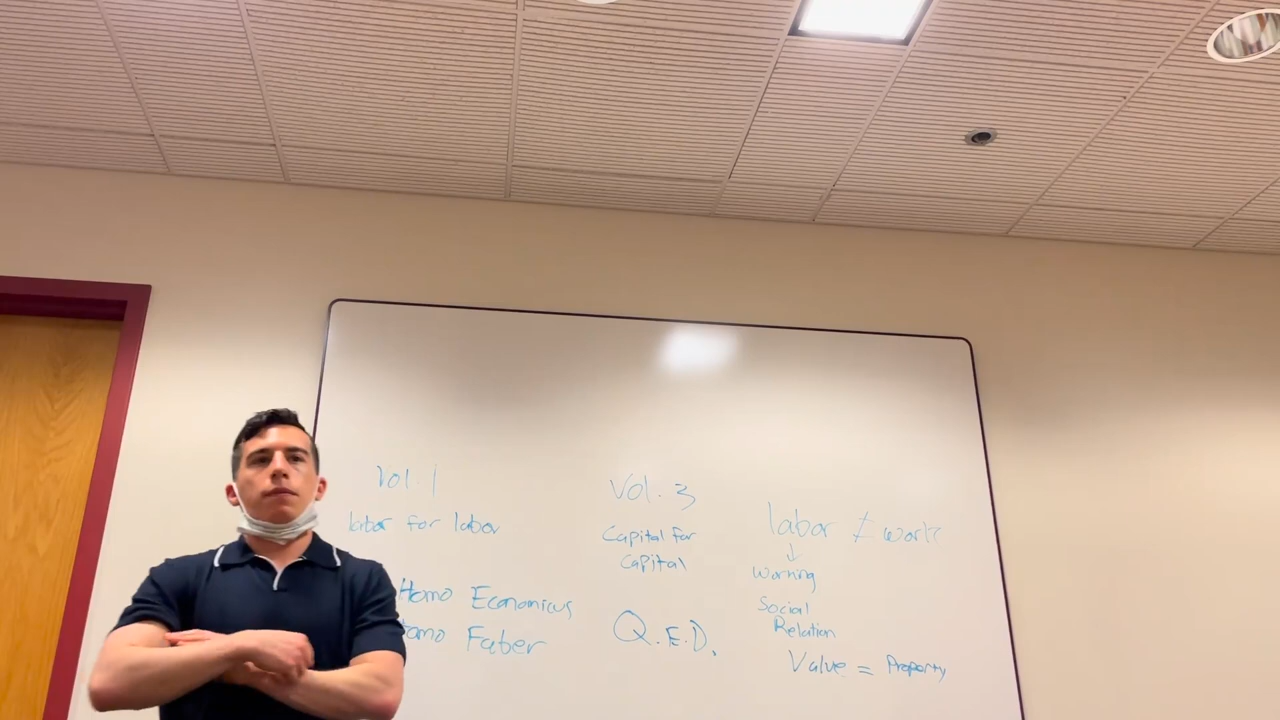 Vol. 1
labor for labor
Homo Economicus
Homo Faber
Vol. 3
Capital for
Capital
Q.E.D.
labor ≠ work
↓
Working
Social
Relation
Value = Property